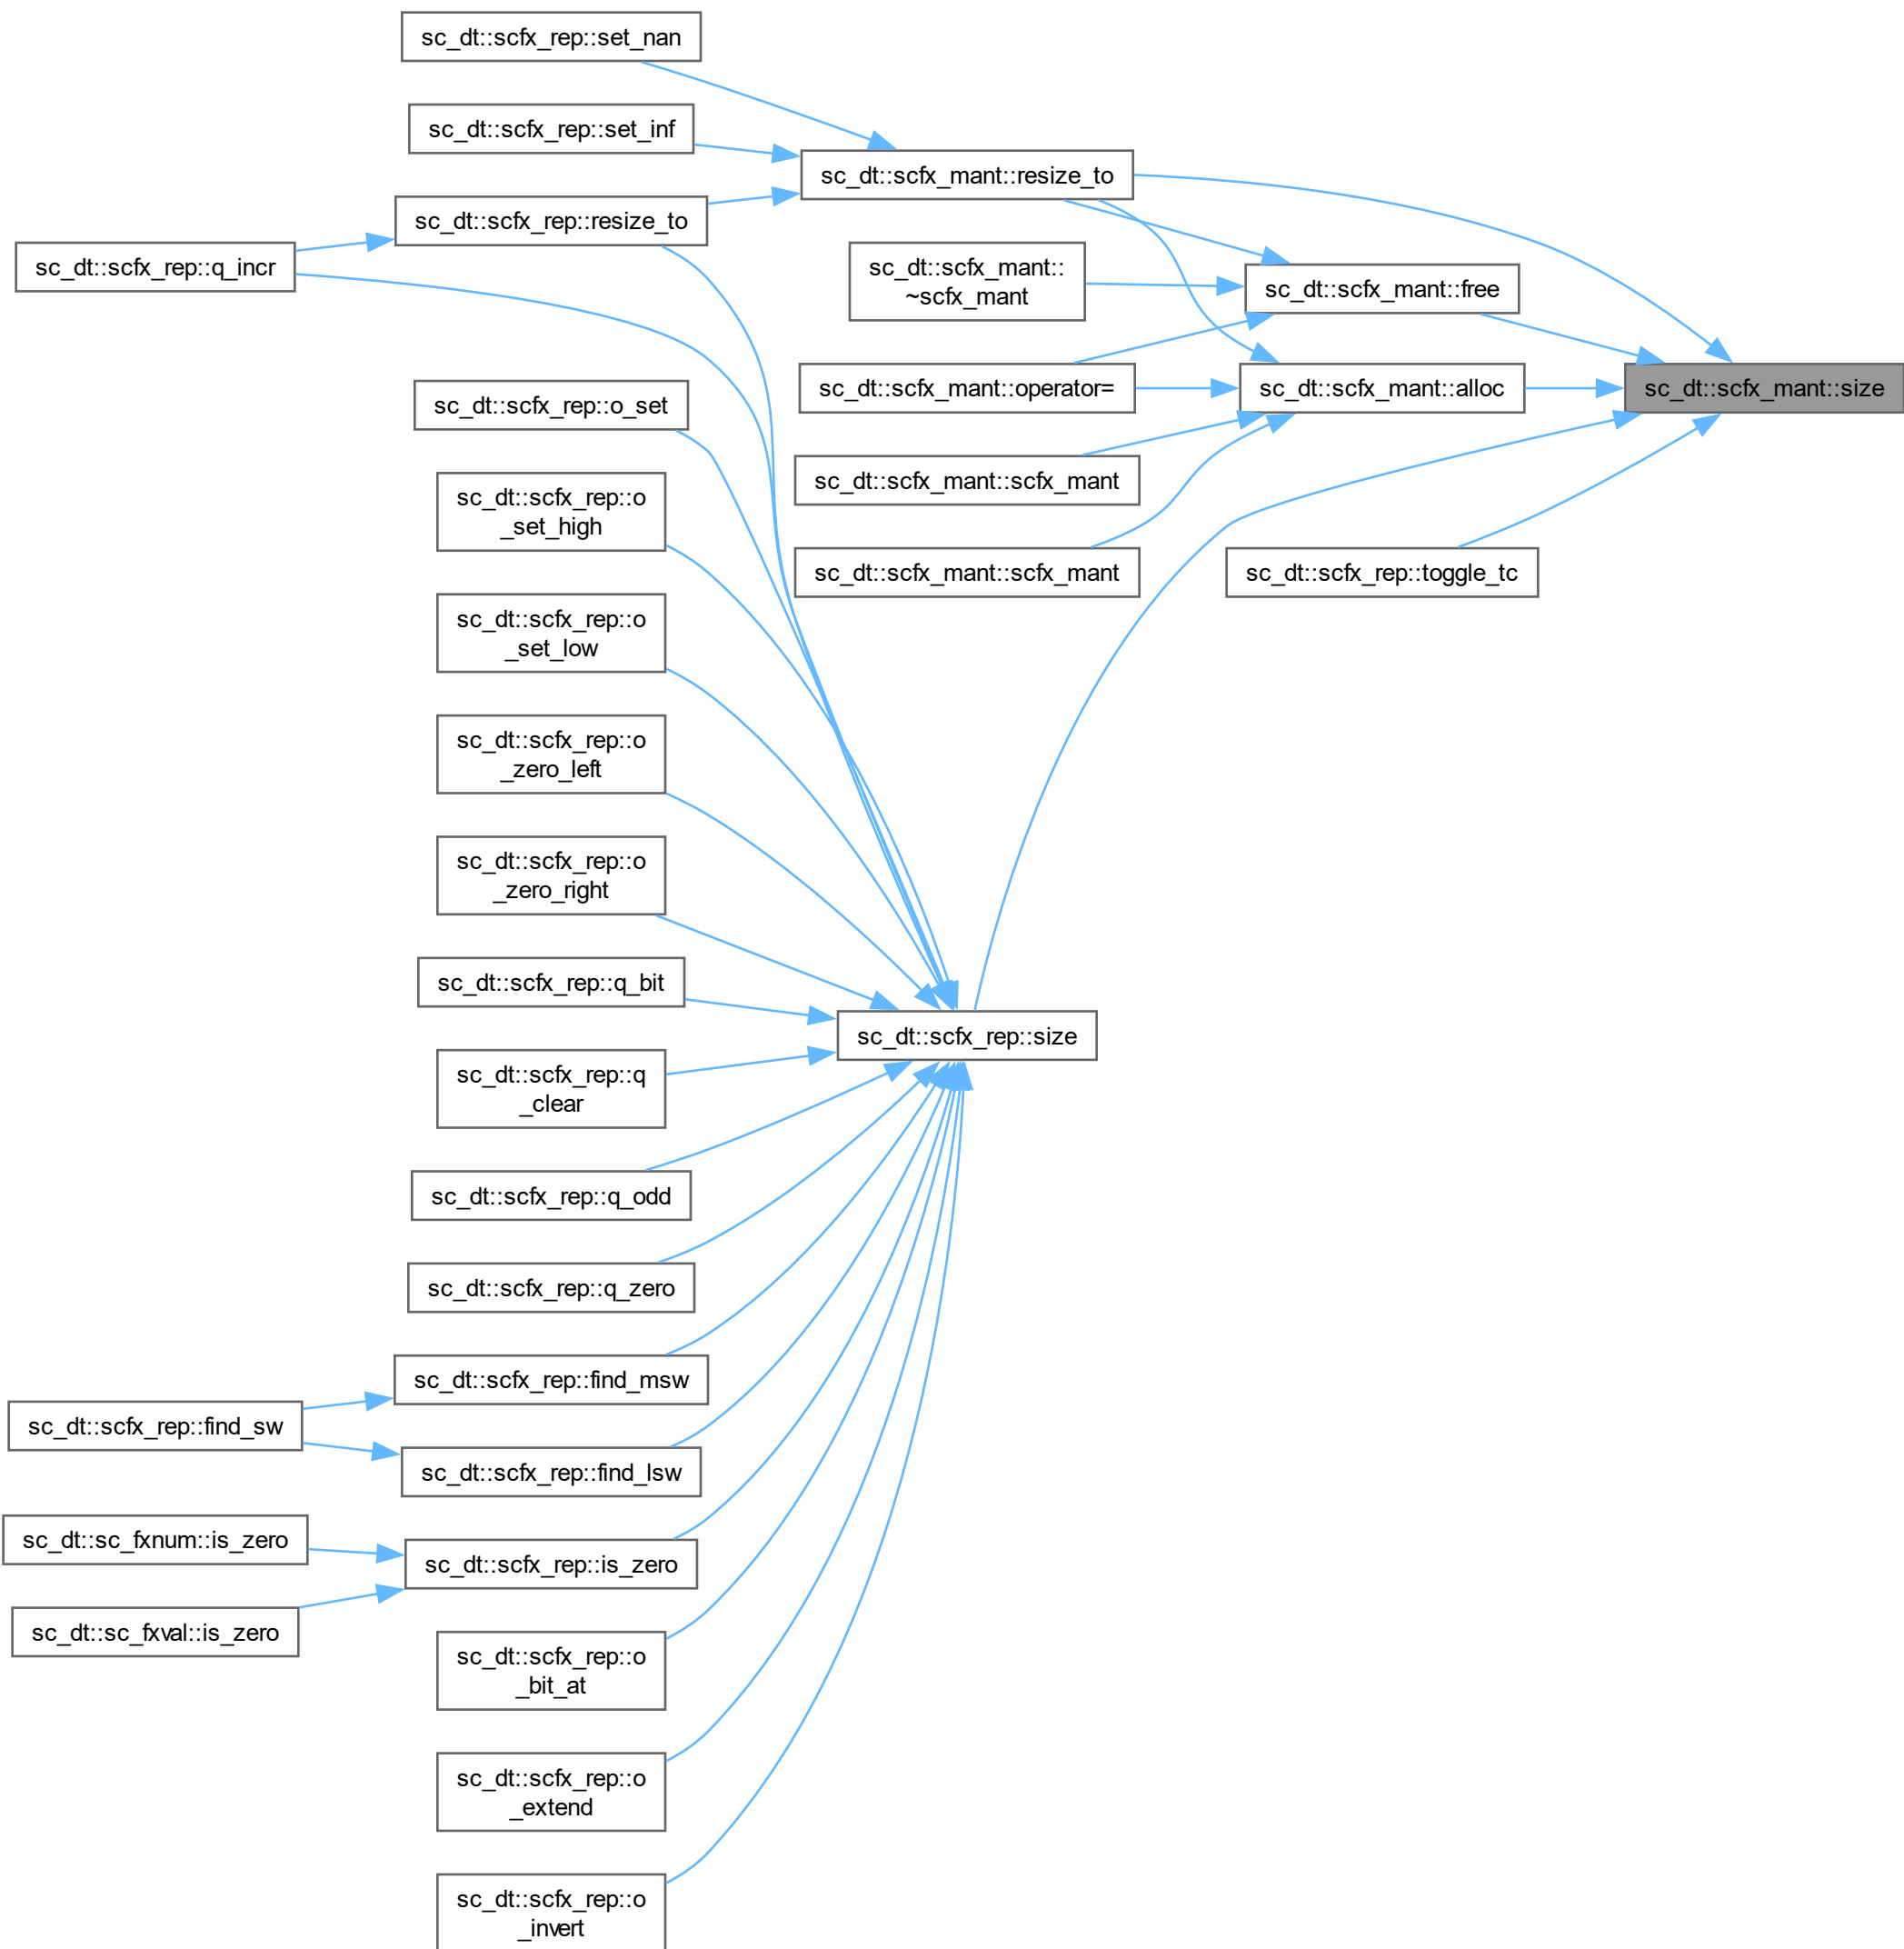 sc_dt::scfx_rep::set_nan
sc_dt::scfx_rep::set_inf
sc_dt::scfx_mant::resize_to
sc_dt::scfx_rep::resize_to
sc_dt::scfx_rep::q_incr
sc_dt::scfx_mant::
~scfx_mant
sc_dt::scfx_mant::free
sc_dt::scfx_mant::operator=
sc_dt::scfx_mant::alloc
sc_dt::scfx_mant::size
sc_dt::scfx_rep::o_set
sc_dt::scfx_mant::scfx_mant
sc_dt::scfx_rep::o
_set_high
sc_dt::scfx_mant::scfx_mant
sc_dt::scfx_rep::toggle_tc
sc_dt::scfx_rep::o
_set_low
sc_dt::scfx_rep::o
_zero_left
sc_dt::scfx_rep::o
_zero_right
sc_dt::scfx_rep::q_bit
sc_dt::scfx_rep::size
sc_dt::scfx_rep::q
_clear
sc_dt::scfx_rep::q_odd
sc_dt::scfx_rep::q_zero
sc_dt::scfx_rep::find_msw
sc_dt::scfx_rep::find_sw
sc_dt::scfx_rep::find_lsw
sc_dt::sc_fxnum::is_zero
sc_dt::scfx_rep::is_zero
sc_dt::sc_fxval::is_zero
sc_dt::scfx_rep::o
_bit_at
sc_dt::scfx_rep::o
_extend
sc_dt::scfx_rep::o
_invert